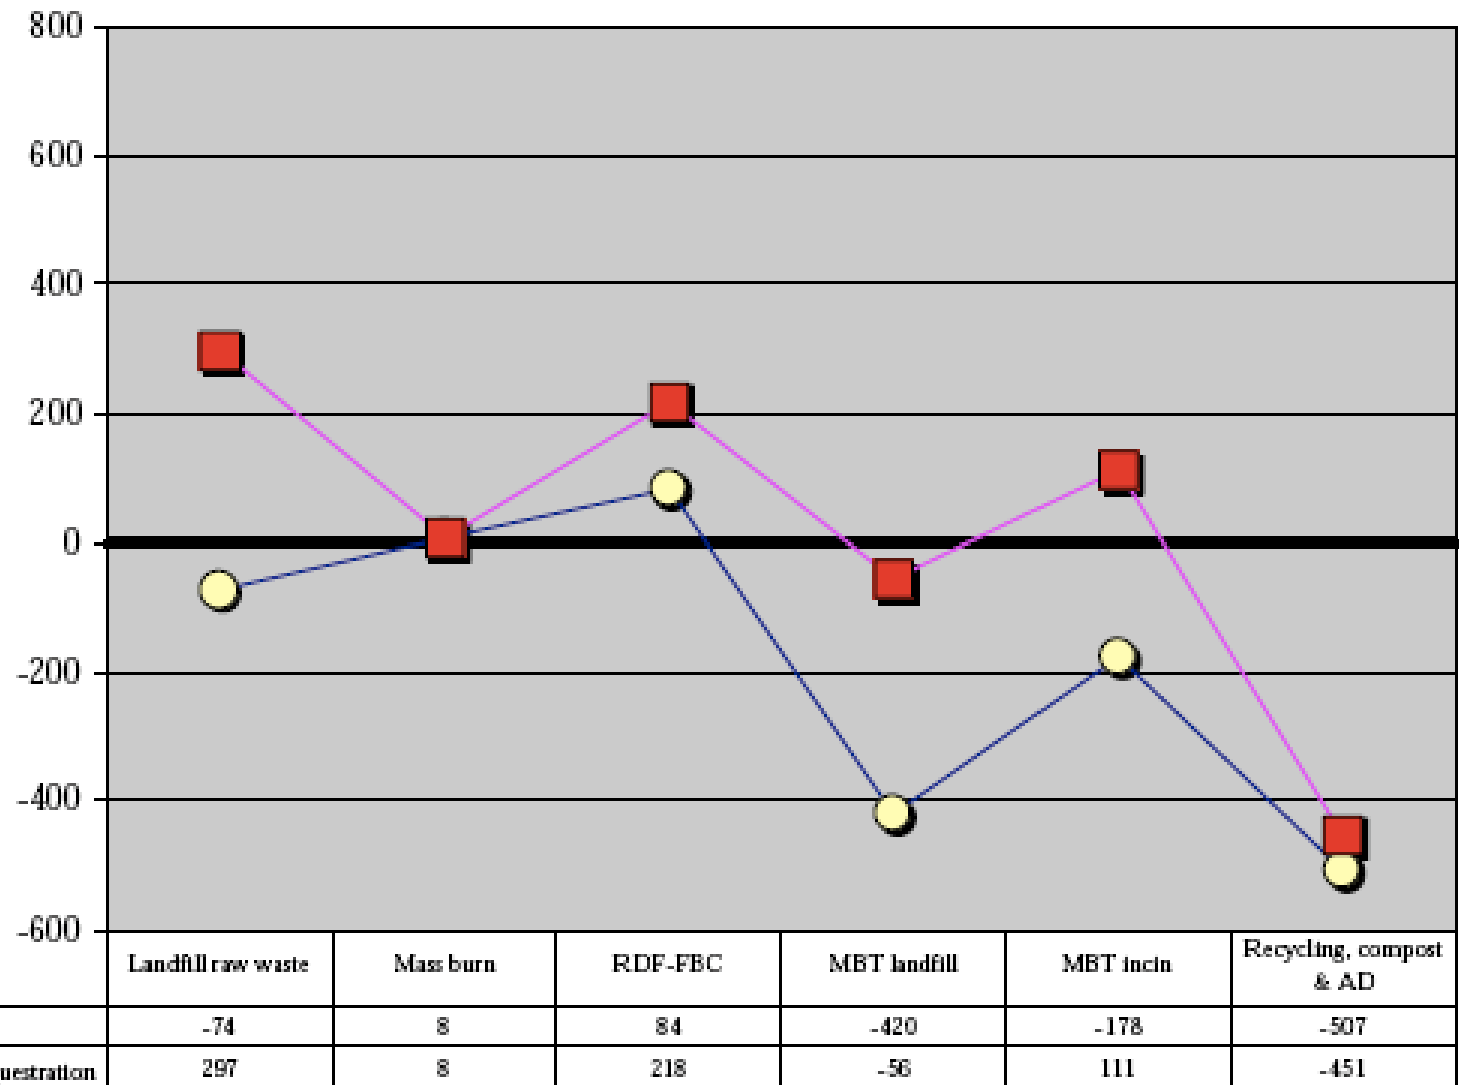 800
600
400
200
0
-200
-400
-600
Landfill raw waste Mass burn RDF-FBC MBT landfill MBT incin Recycling, compost
& AD
-74 8 84 -420 -178 -507
uestration 297 8 218 -56 111 -451